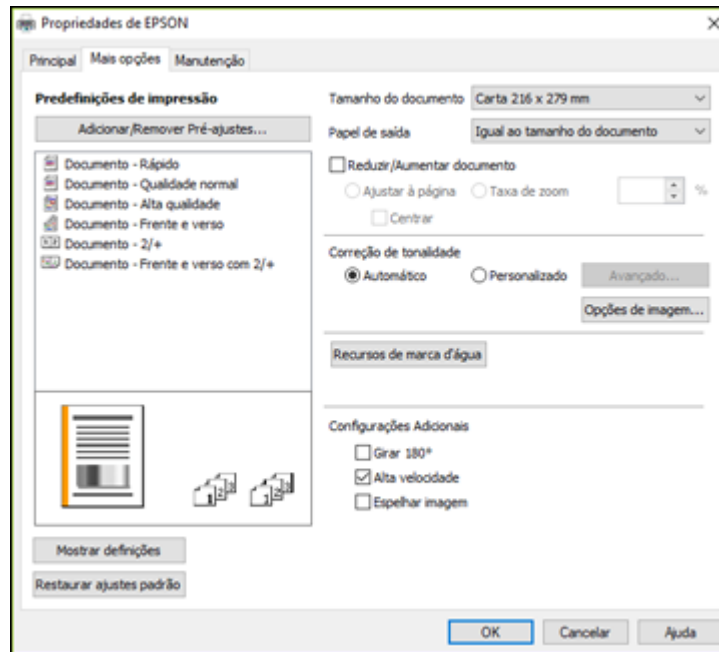 Propriedades de EPSON
Principal Mais opções Manutenção
Predefinições de impressão
Adicionar/Remover Pré-ajustes...
Documento - Rápido
Documento - Qualidade normal
Documento - Alta qualidade
Documento - Frente e verso
Documento - 2/+
Documento - Frente e verso com 2/+
Mostrar definições
Restaurar ajustes padrão
Tamanho do documento Carta 216 x 279 mm
Papel de saída Igual ao tamanho do documento
Reduzir/Aumentar documento
Ajustar à página Taxa de zoom %
Centrar
Correção de tonalidade
Automático Personalizado Avançado...
Opções de imagem...
Recursos de marca d'água
Configurações Adicionais
Girar 180°
Alta velocidade
Espelhar imagem
OK Cancelar Ajuda